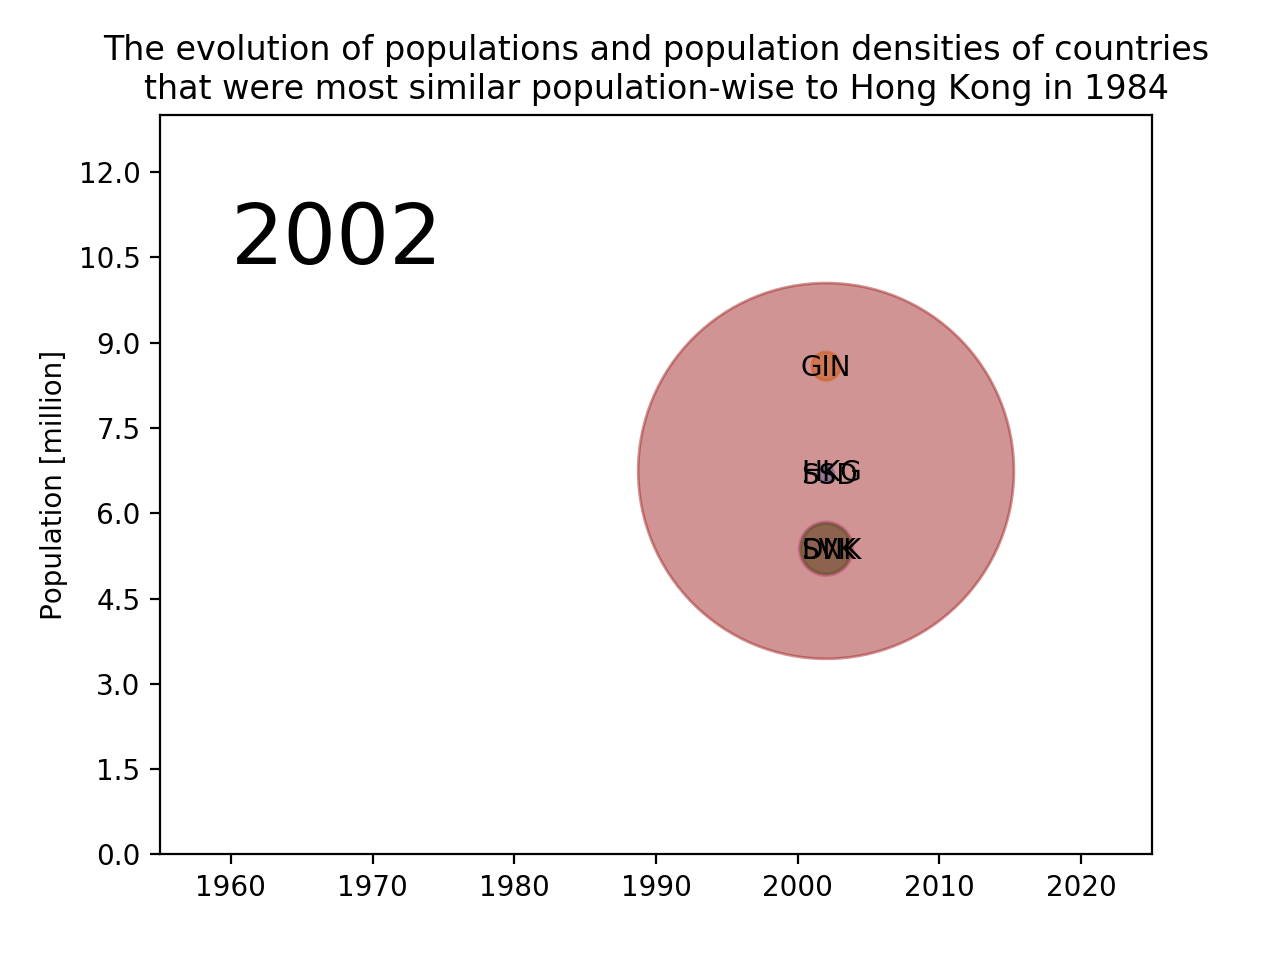 The evolution of populations and population densities of countries
that were most similar population-wise to Hong Kong in 1984
12.0
2002
10.5
9.0
GIN
7.5
Population [million]
HKG
SSD
6.0
DNK
SVK
4.5
3.0
1.5
0.0
1960 1970 1980 1990 2000 2010 2020